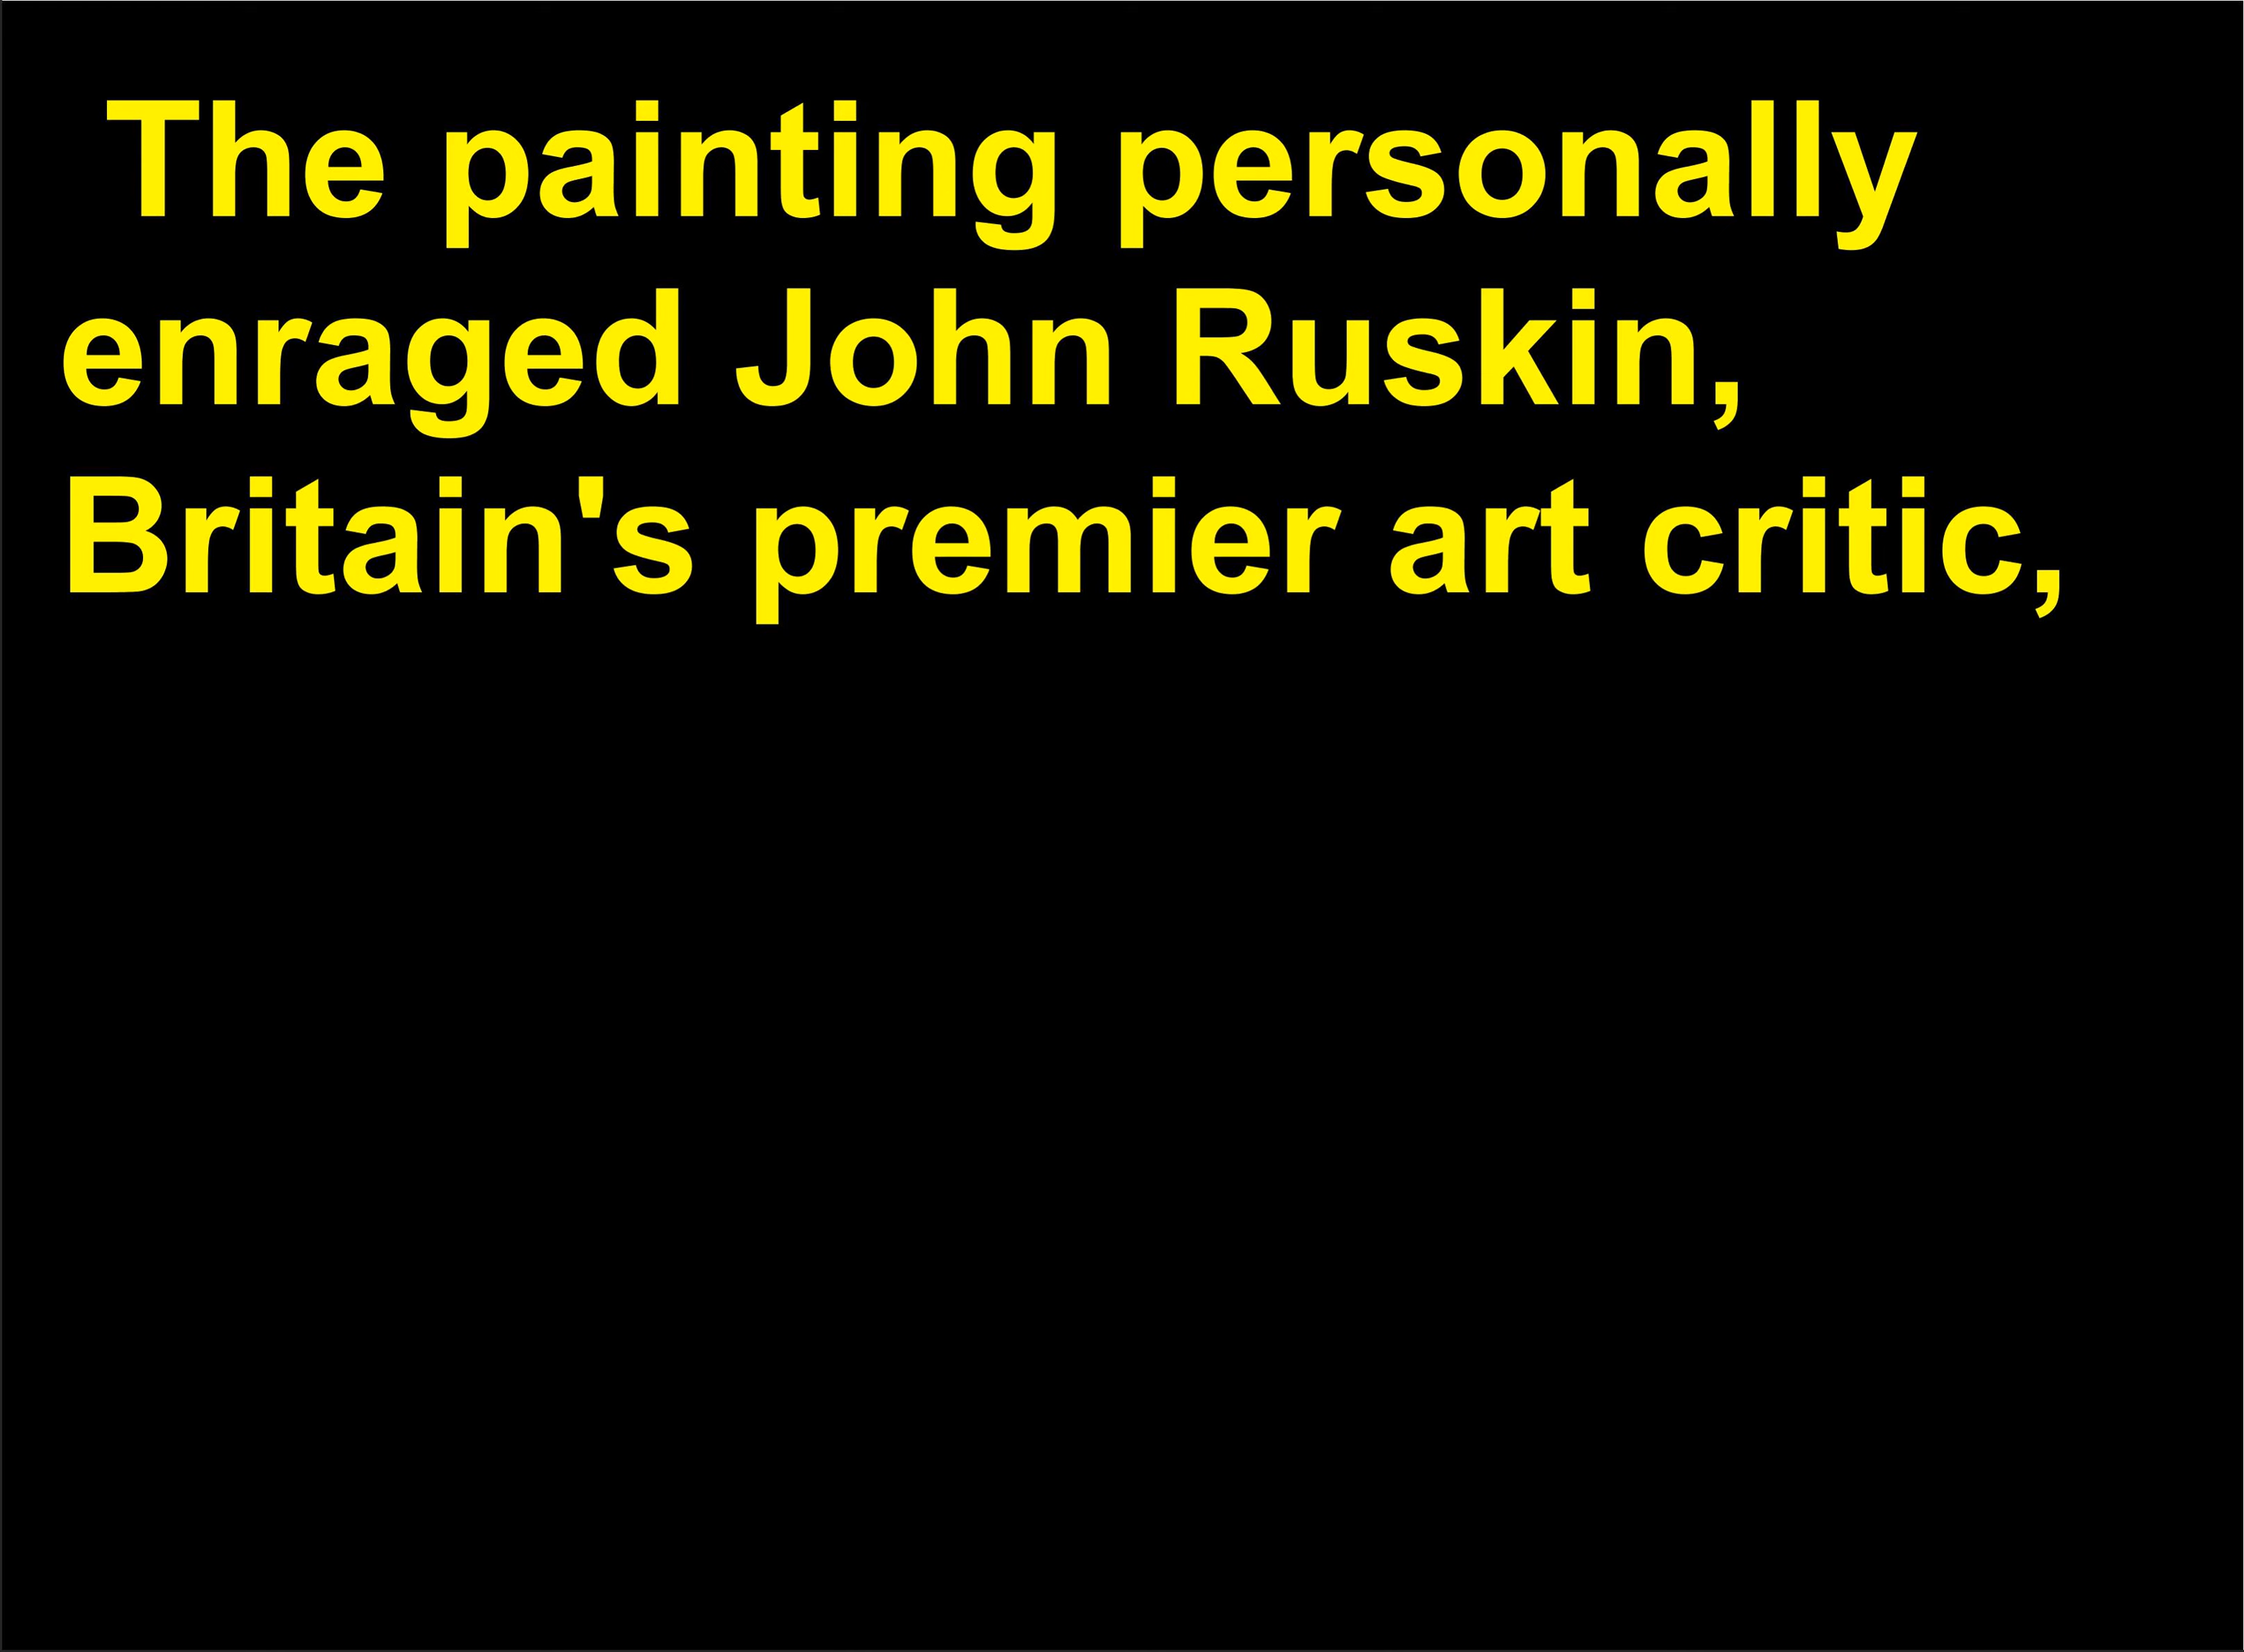 The painting personally
enraged John Ruskin,
Britain's premier art critic,